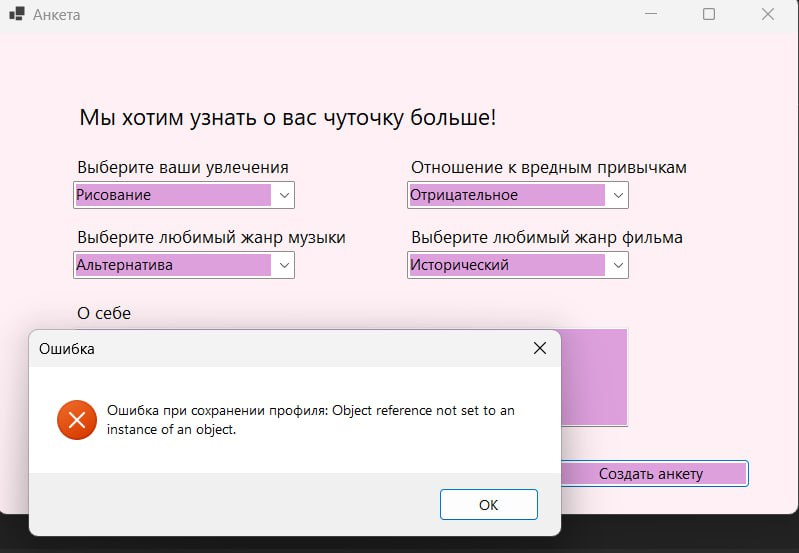 Анкета
Мы хотим узнать о вас чуточку больше!
Выберите ваши увлечения
Отношение к вредным привычкам
Рисование
Отрицательное
Выберите любимый жанр музыки
Выберите любимый жанр фильма
Альтернатива
Исторический
О себе
Ошибка
Ошибка при сохранении профиля: Object reference not set to an
instance of an object.
Создать анкету
OK